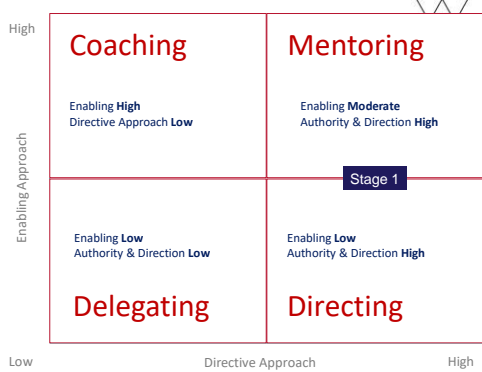 High
Coaching
Mentoring
Enabling High
Directive Approach Low
Enabling Moderate
Authority & Direction High
Enabling Approach
Stage 1
Enabling Low
Authority & Direction Low
Enabling Low
Authority & Direction High
Delegating
Directing
Low
Directive Approach
High